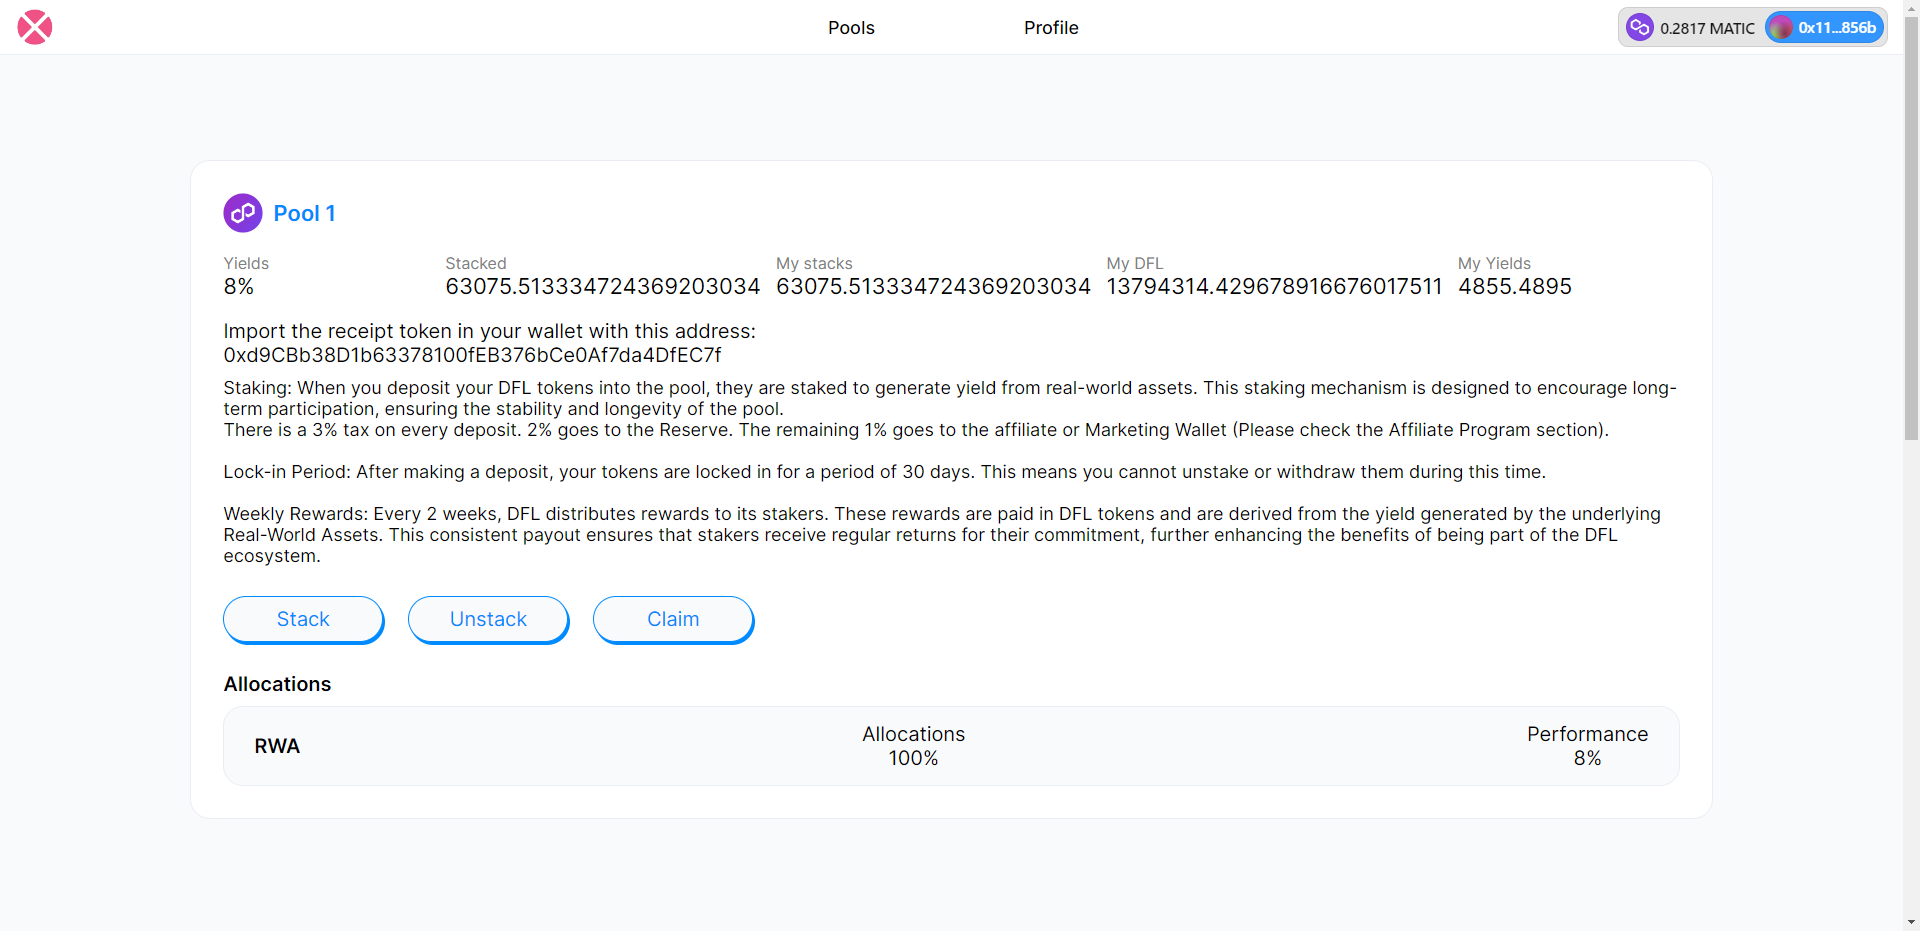 Pools
Profile
0.2817 MATIC
0x11...856b
Pool 1
Yields
8%
Stacked
63075.513334724369203034
My stacks
63075.513334724369203034
My DFL
13794314.429678916676017511
My Yields
4855.4895
Import the receipt token in your wallet with this address:
0xd9CBb38D1b63378100fEB376bCe0Af7da4DfEC7f
Staking: When you deposit your DFL tokens into the pool, they are staked to generate yield from real-world assets. This staking mechanism is designed to encourage long-
term participation, ensuring the stability and longevity of the pool.
There is a 3% tax on every deposit. 2% goes to the Reserve. The remaining 1% goes to the affiliate or Marketing Wallet (Please check the Affiliate Program section).
Lock-in Period: After making a deposit, your tokens are locked in for a period of 30 days. This means you cannot unstake or withdraw them during this time.
Weekly Rewards: Every 2 weeks, DFL distributes rewards to its stakers. These rewards are paid in DFL tokens and are derived from the yield generated by the underlying
Real-World Assets. This consistent payout ensures that stakers receive regular returns for their commitment, further enhancing the benefits of being part of the DFL
ecosystem.
Stack
Unstack
Claim
Allocations
RWA
Allocations
100%
Performance
8%